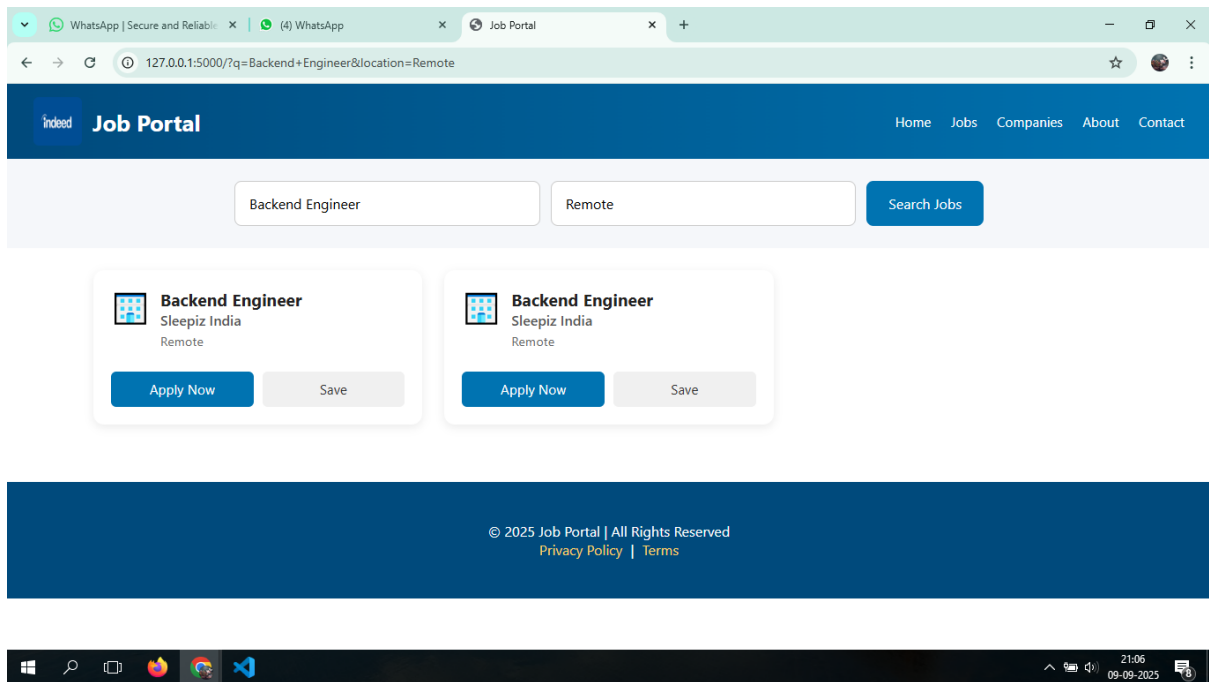 WhatsApp | Secure and Reliable
(4) WhatsApp
Job Portal
127.0.0.1:5000/?q=Backend+Engineer&location=Remote
indeed
Job Portal
Home Jobs Companies About Contact
Backend Engineer
Remote
Search Jobs
Backend Engineer
Sleepiz India
Remote
Apply Now Save
Backend Engineer
Sleepiz India
Remote
Apply Now Save
© 2025 Job Portal | All Rights Reserved
Privacy Policy | Terms
21:06
09-09-2025
8